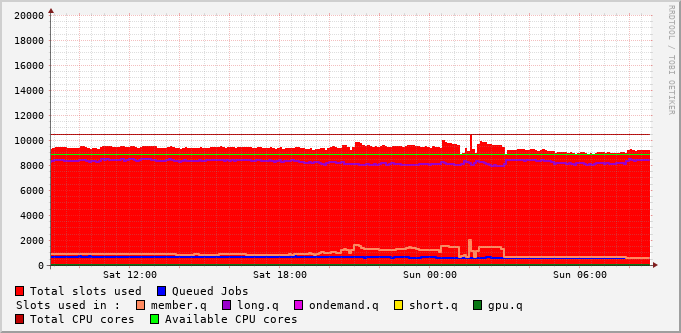 20000
18000
16000
14000
12000
10000
8000
6000
4000
2000
0
Sat 12:00 Sat 18:00 Sun 00:00 Sun 06:00
RRDTOOL / TOBI OETIKER
Total slots used Queued Jobs
Slots used in : member.q long.q ondemand.q short.q gpu.q
Total CPU cores Available CPU cores